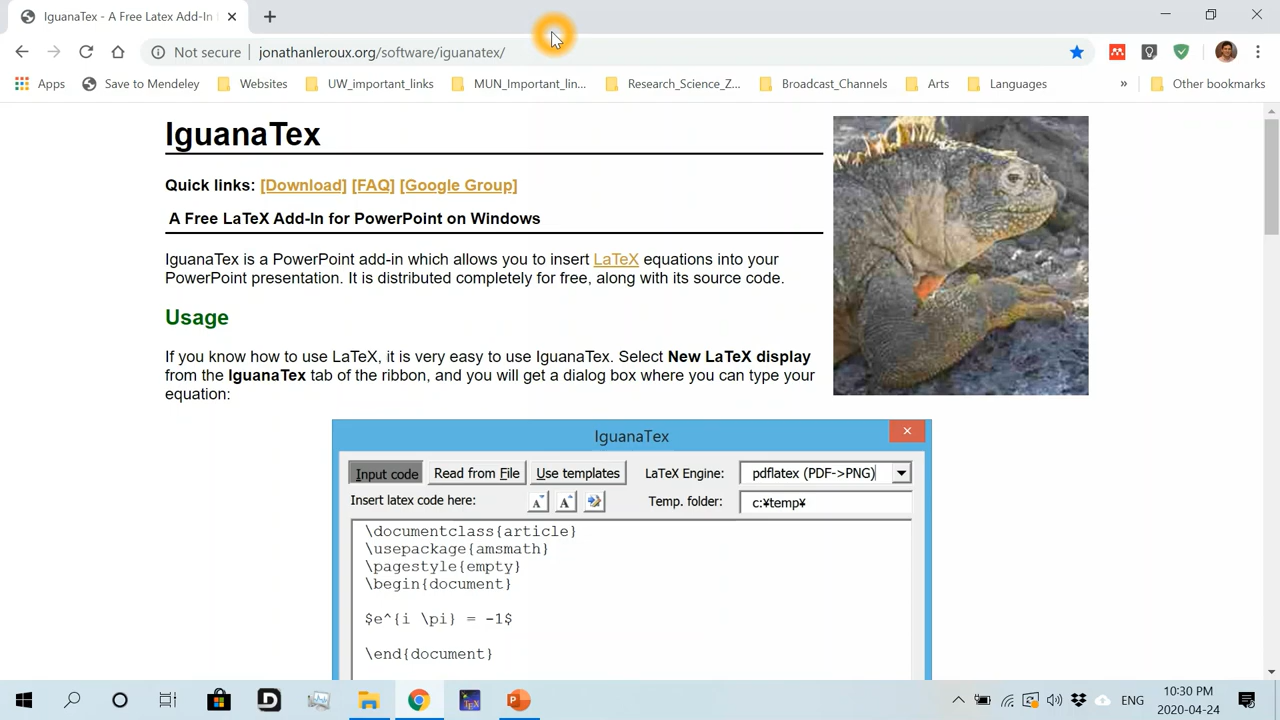 IguanaTex - A Free Latex Add-In
Not secure jonathanleroux.org/software/iguanatex/
Apps Save to Mendeley Websites UW_important_links MUN_Important_lin... Research_Science_Z... Broadcast_Channels Arts Languages » Other bookmarks
IguanaTex
Quick links: [Download] [FAQ] [Google Group]
A Free LaTeX Add-In for PowerPoint on Windows
IguanaTex is a PowerPoint add-in which allows you to insert LaTeX equations into your
PowerPoint presentation. It is distributed completely for free, along with its source code.
Usage
If you know how to use LaTeX, it is very easy to use IguanaTex. Select New LaTeX display
from the IguanaTex tab of the ribbon, and you will get a dialog box where you can type your
equation:
IguanaTex
Input code Read from File Use templates LaTeX Engine: pdflatex (PDF->PNG)
Insert latex code here: A A Temp. folder: c:¥temp¥
\documentclass{article}
\usepackage{amsmath}
\pagestyle{empty}
\begin{document}
$e^{i \pi} = -1$
\end{document}
ENG 10:30 PM
2020-04-24